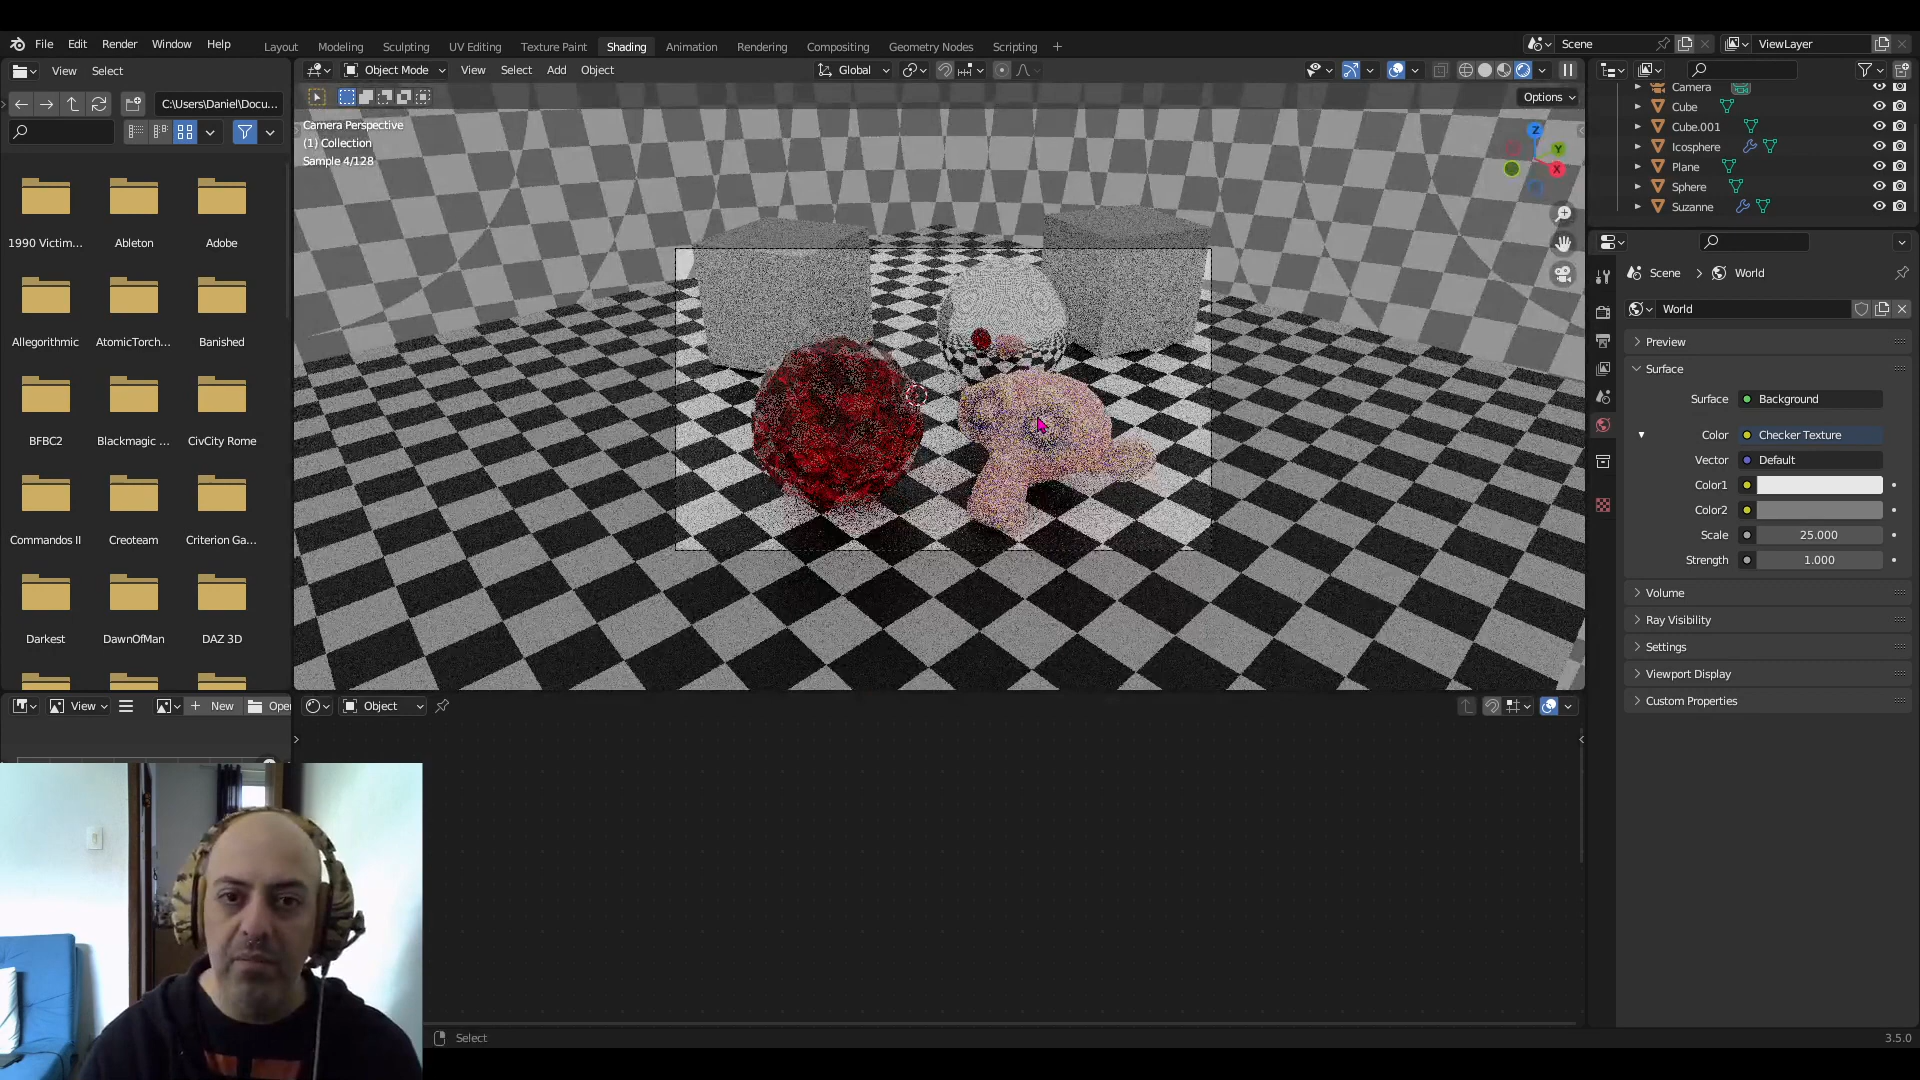 File Edit Render Window Help Layout Modeling Sculpting UV Editing Texture Paint Shading Animation Rendering Compositing Geometry Nodes Scripting + Scene ViewLayer
View Select Object Mode View Select Add Object Global
C:\Users\Daniel\Docu... Options
Camera Perspective
(1) Collection
Sample 4/128
Z
Y
X
Camera
Cube
Cube.001
Icosphere
Plane
Sphere
Suzanne
1990 Victim... Ableton Adobe
Allegorithmic AtomicTorch... Banished
BFBC2 Blackmagic ... CivCity Rome
Commandos II Creoteam Criterion Ga...
Darkest DawnOfMan DAZ 3D
Scene > World
World
Preview
Surface
Surface Background
Color Checker Texture
Vector Default
Color1
Color2
Scale 25.000
Strength 1.000
Volume
Ray Visibility
Settings
Viewport Display
Custom Properties
View New Open Object
Select
3.5.0